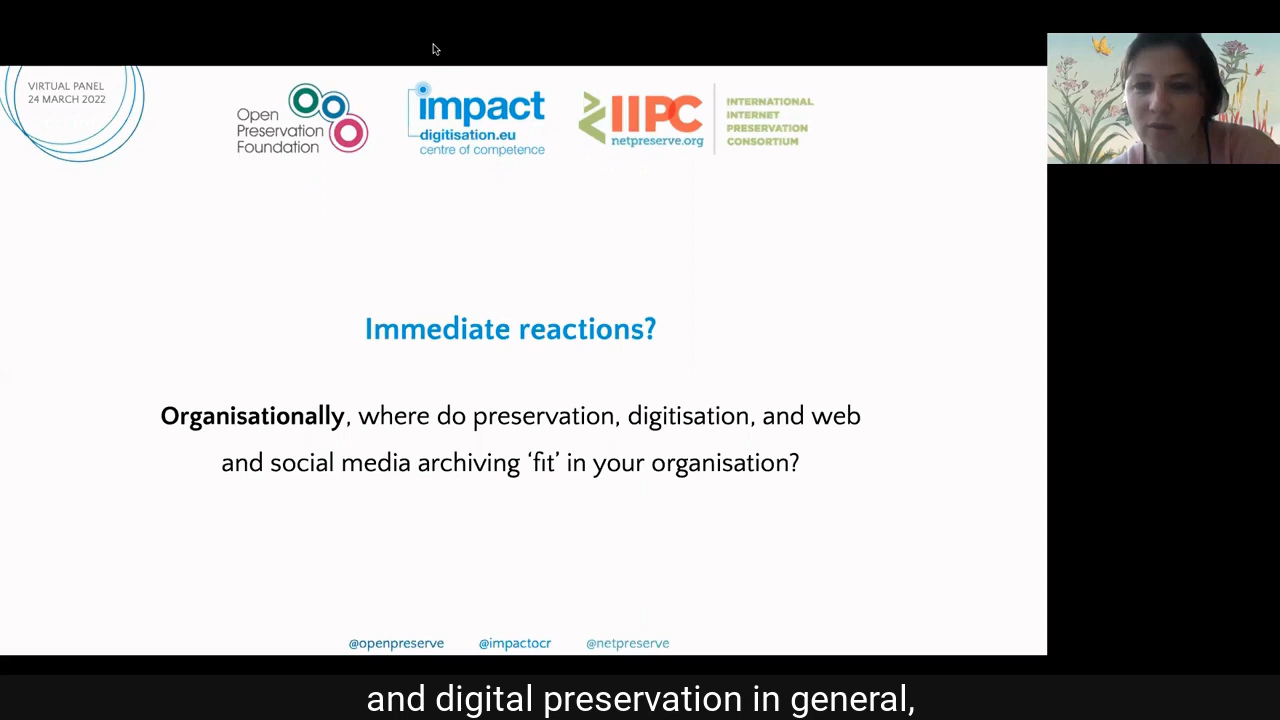 VIRTUAL PANEL
24 MARCH 2022
Open
Preservation
Foundation
impact
digitisation.eu
centre of competence
IIPC
netpreserve.org
INTERNATIONAL
INTERNET
PRESERVATION
CONSORTIUM
Immediate reactions?
Organisationally, where do preservation, digitisation, and web
and social media archiving ‘fit’ in your organisation?
@openpreserve @impactocr @netpreserve
and digital preservation in general,